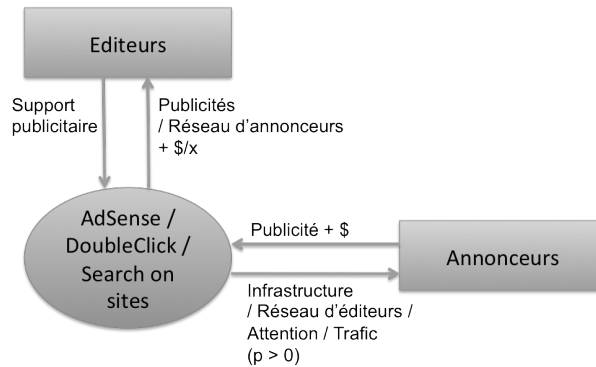 Editeurs
Support
publicitaire
Publicités
/ Réseau d’annonceurs
+ $/x
AdSense /
DoubleClick /
Search on
sites
Publicité + $
Annonceurs
Infrastructure
/ Réseau d’éditeurs /
Attention / Trafic
(p > 0)